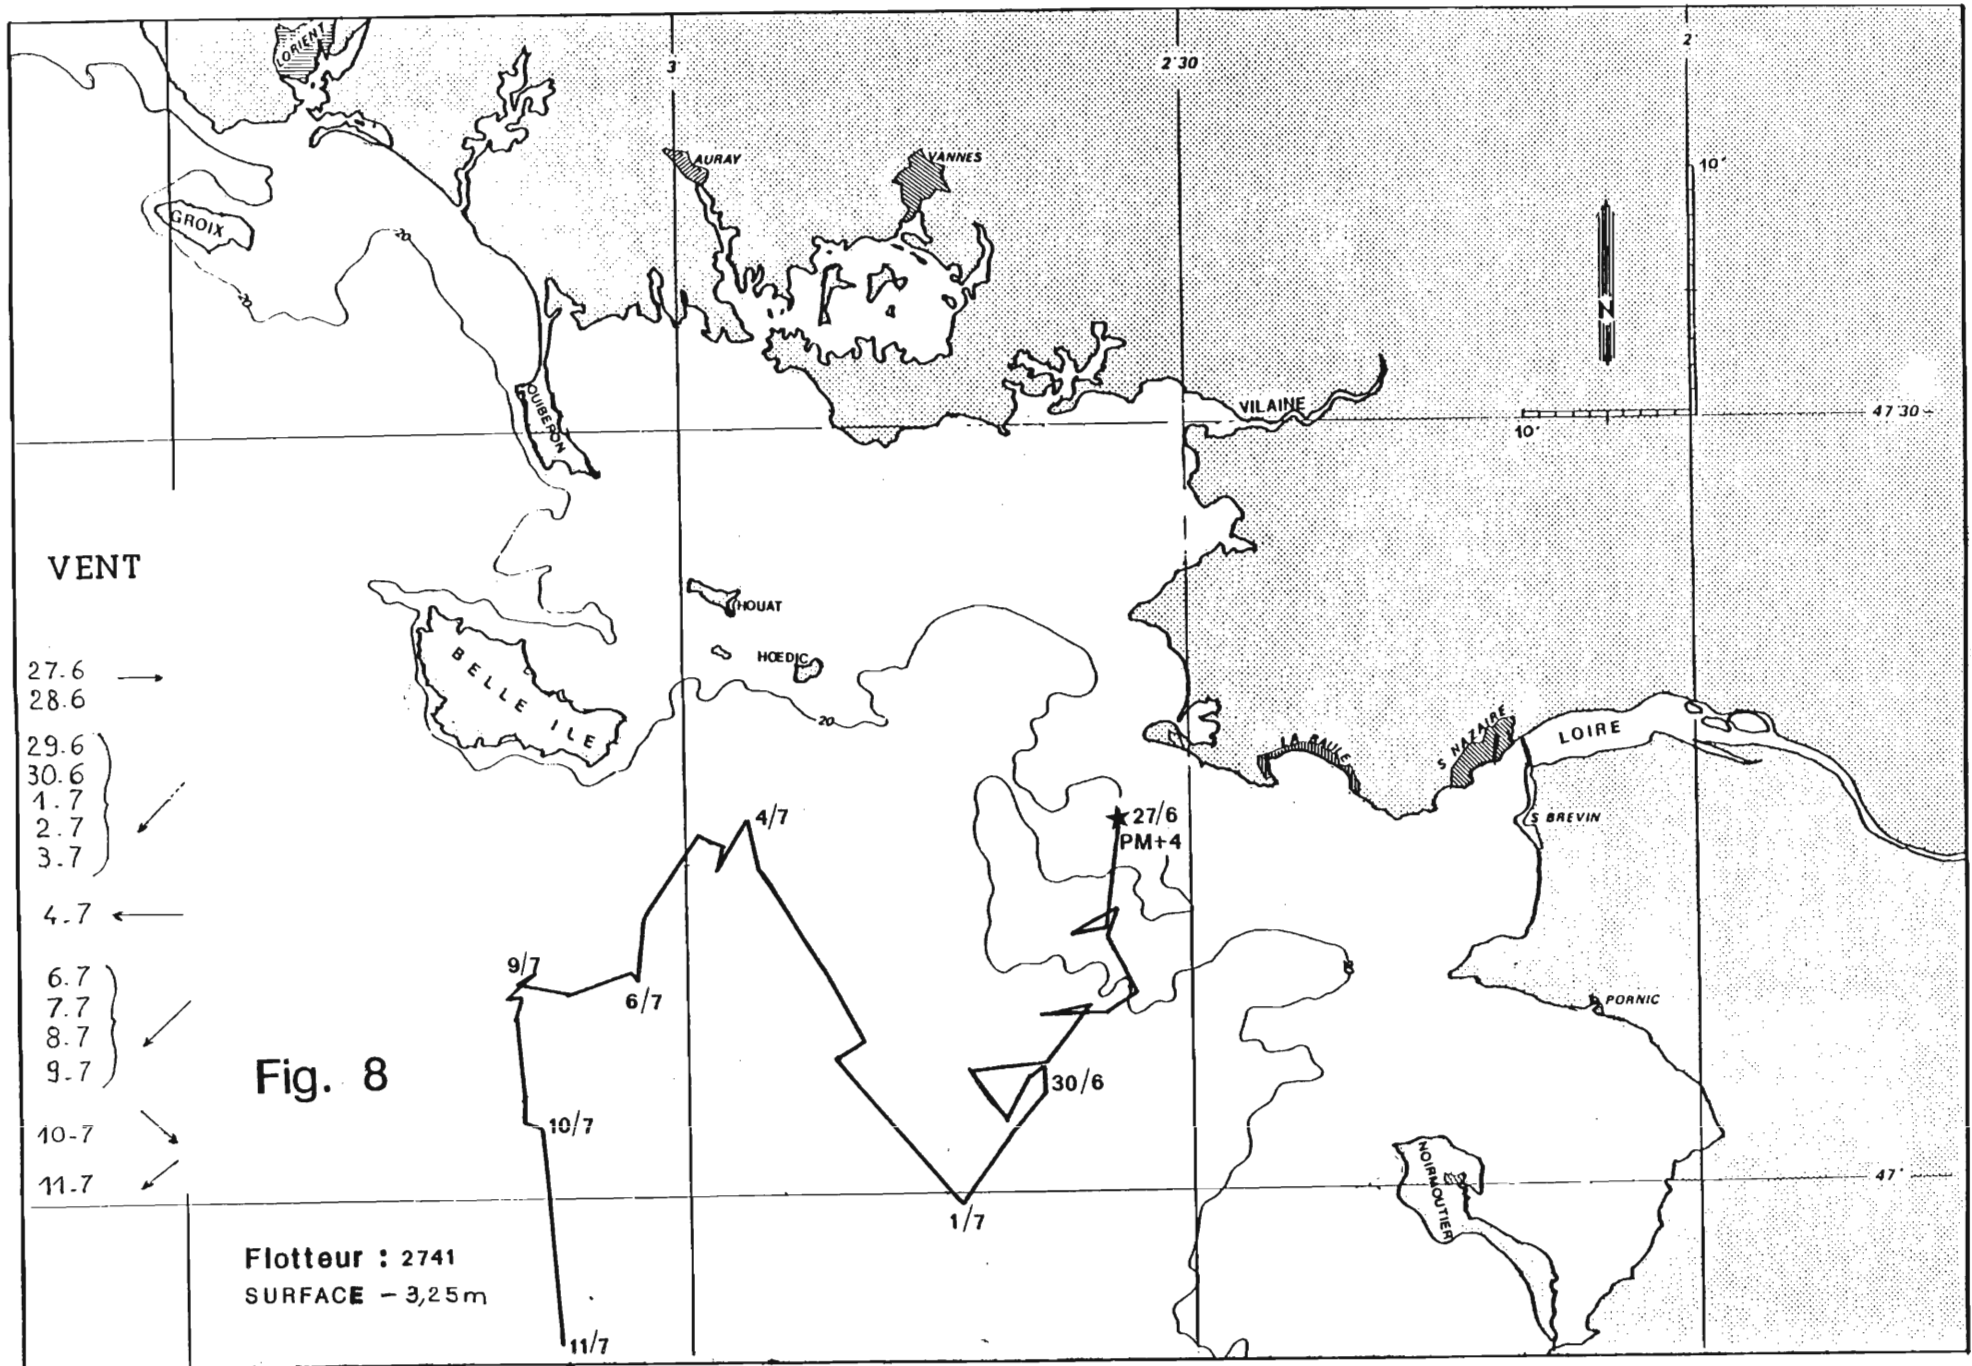 LORIENT
3
2°30
2°
AURAY
VANNES
10'
GROIX
20
20
N
QUIBERON
VILAINE
10'
47 30
VENT
HOUAT
HŒDIC
BELLE ILE
20
27.6
28.6
29.6
30.6
1.7
2.7
3.7
4.7
6.7
7.7
8.7
9.7
10-7
11.7
LA BAULE
S NAZAIRE
LOIRE
S BREVIN
27/6
PM+4
4/7
9/7
6/7
PORNIC
Fig. 8
30/6
10/7
NOIRMOUTIER
47°
1/7
Flotteur : 2741
SURFACE - 3,25m
11/7